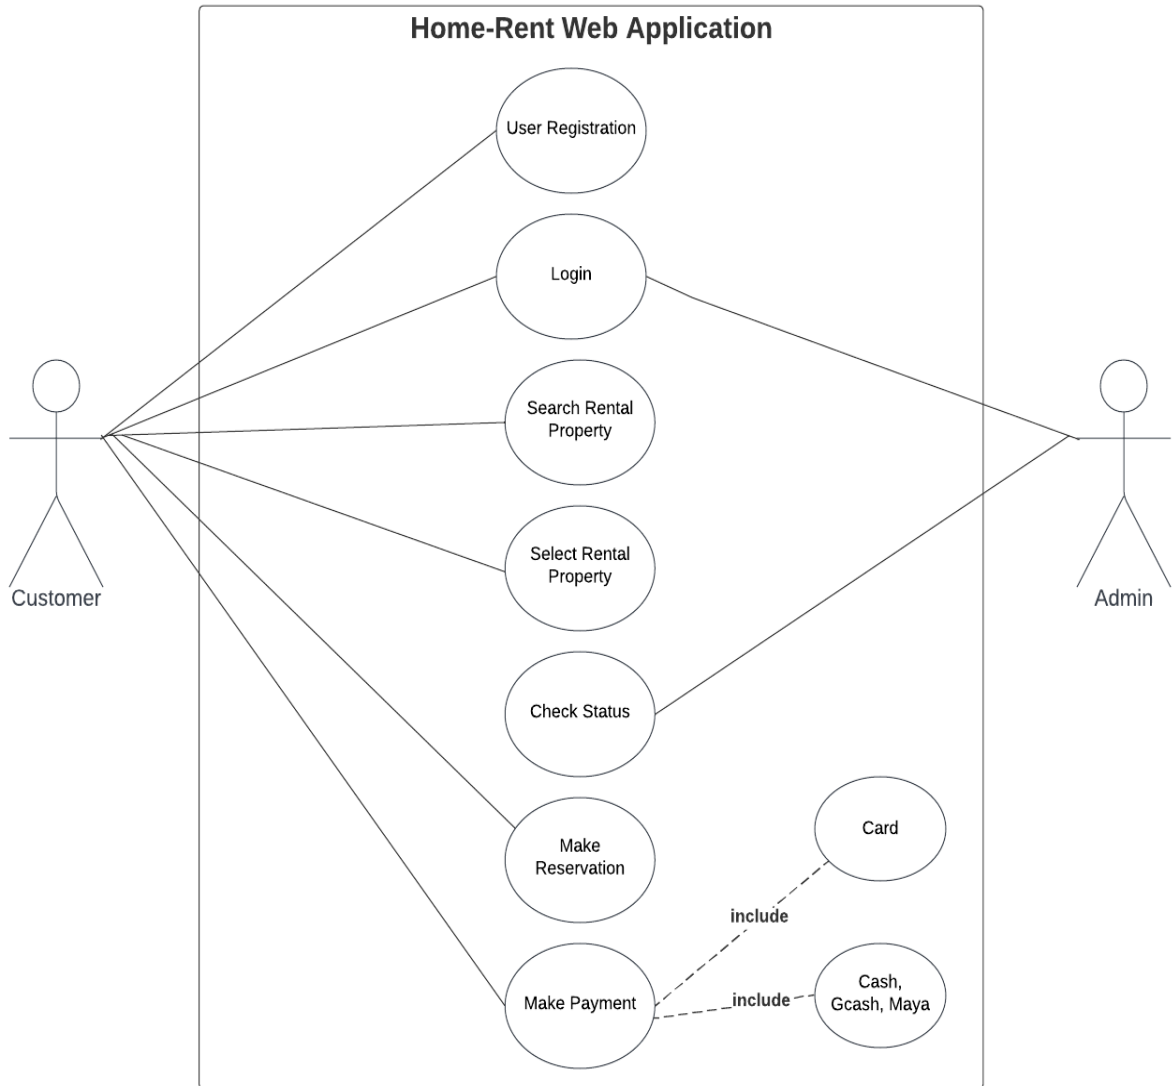 Home-Rent Web Application
User Registration
Login
Search Rental
Property
Select Rental
Property
Customer
Admin
Check Status
Card
Make
Reservation
include
Cash,
Gcash, Maya
Make Payment
include